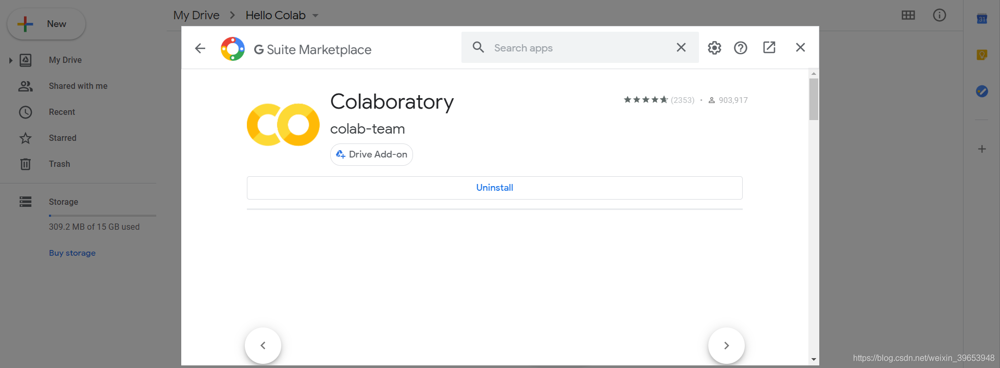 New
My Drive
Hello Colab
31
My Drive
Shared with me
Recent
Starred
Trash
Storage
309.2 MB of 15 GB used
Buy storage
G Suite Marketplace
Search apps
Colaboratory
(2353)
903,917
colab-team
Drive Add-on
Uninstall
https://blog.csdn.net/weixin_39653948